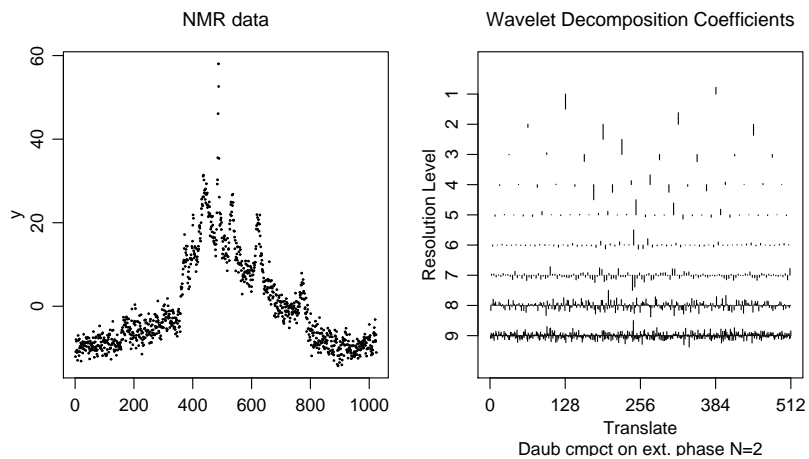 NMR data
y
60
40
20
0
0 200 400 600 800 1000
Wavelet Decomposition Coefficients
Resolution Level
1
2
3
4
5
6
7
8
9
0 128 256 384 512
Translate
Daub cmpct on ext. phase N=2